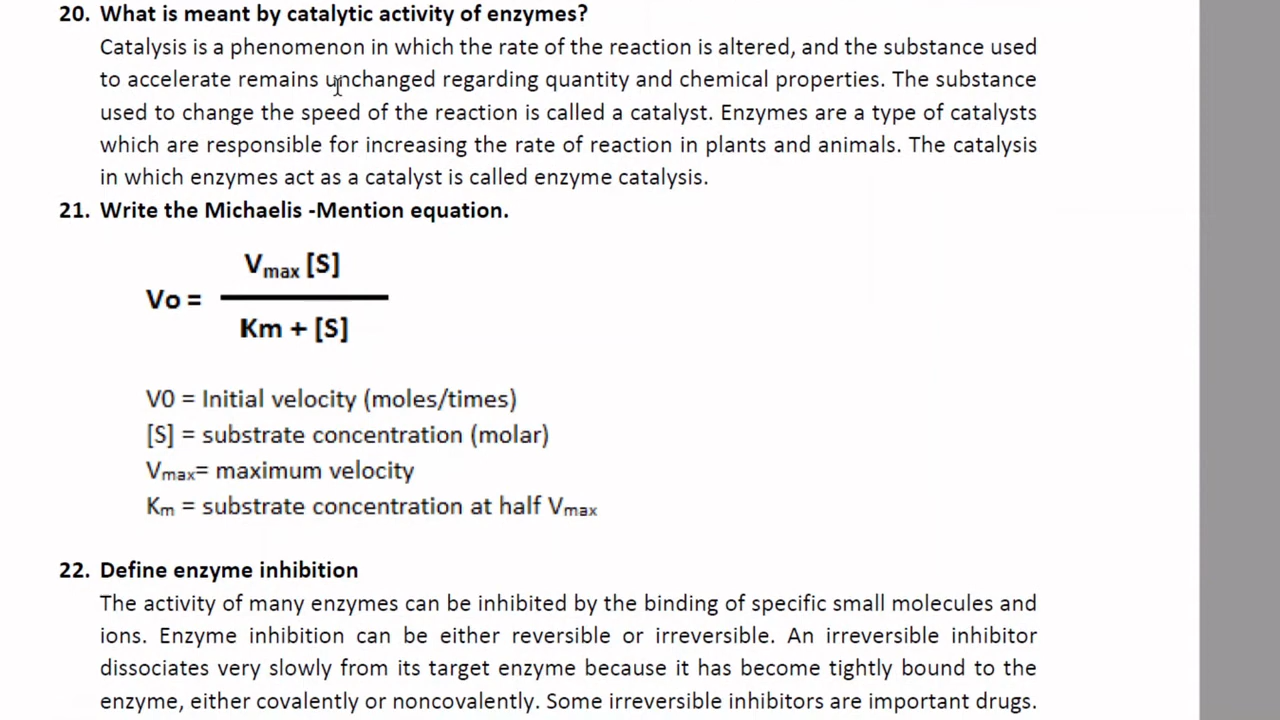 20. What is meant by catalytic activity of enzymes?
Catalysis is a phenomenon in which the rate of the reaction is altered, and the substance used
to accelerate remains unchanged regarding quantity and chemical properties. The substance
used to change the speed of the reaction is called a catalyst. Enzymes are a type of catalysts
which are responsible for increasing the rate of reaction in plants and animals. The catalysis
in which enzymes act as a catalyst is called enzyme catalysis.
21. Write the Michaelis -Mention equation.
Vmax [S]
Vo =
Km + [S]
V0 = Initial velocity (moles/times)
[S] = substrate concentration (molar)
Vmax= maximum velocity
Km = substrate concentration at half Vmax
22. Define enzyme inhibition
The activity of many enzymes can be inhibited by the binding of specific small molecules and
ions. Enzyme inhibition can be either reversible or irreversible. An irreversible inhibitor
dissociates very slowly from its target enzyme because it has become tightly bound to the
enzyme, either covalently or noncovalently. Some irreversible inhibitors are important drugs.